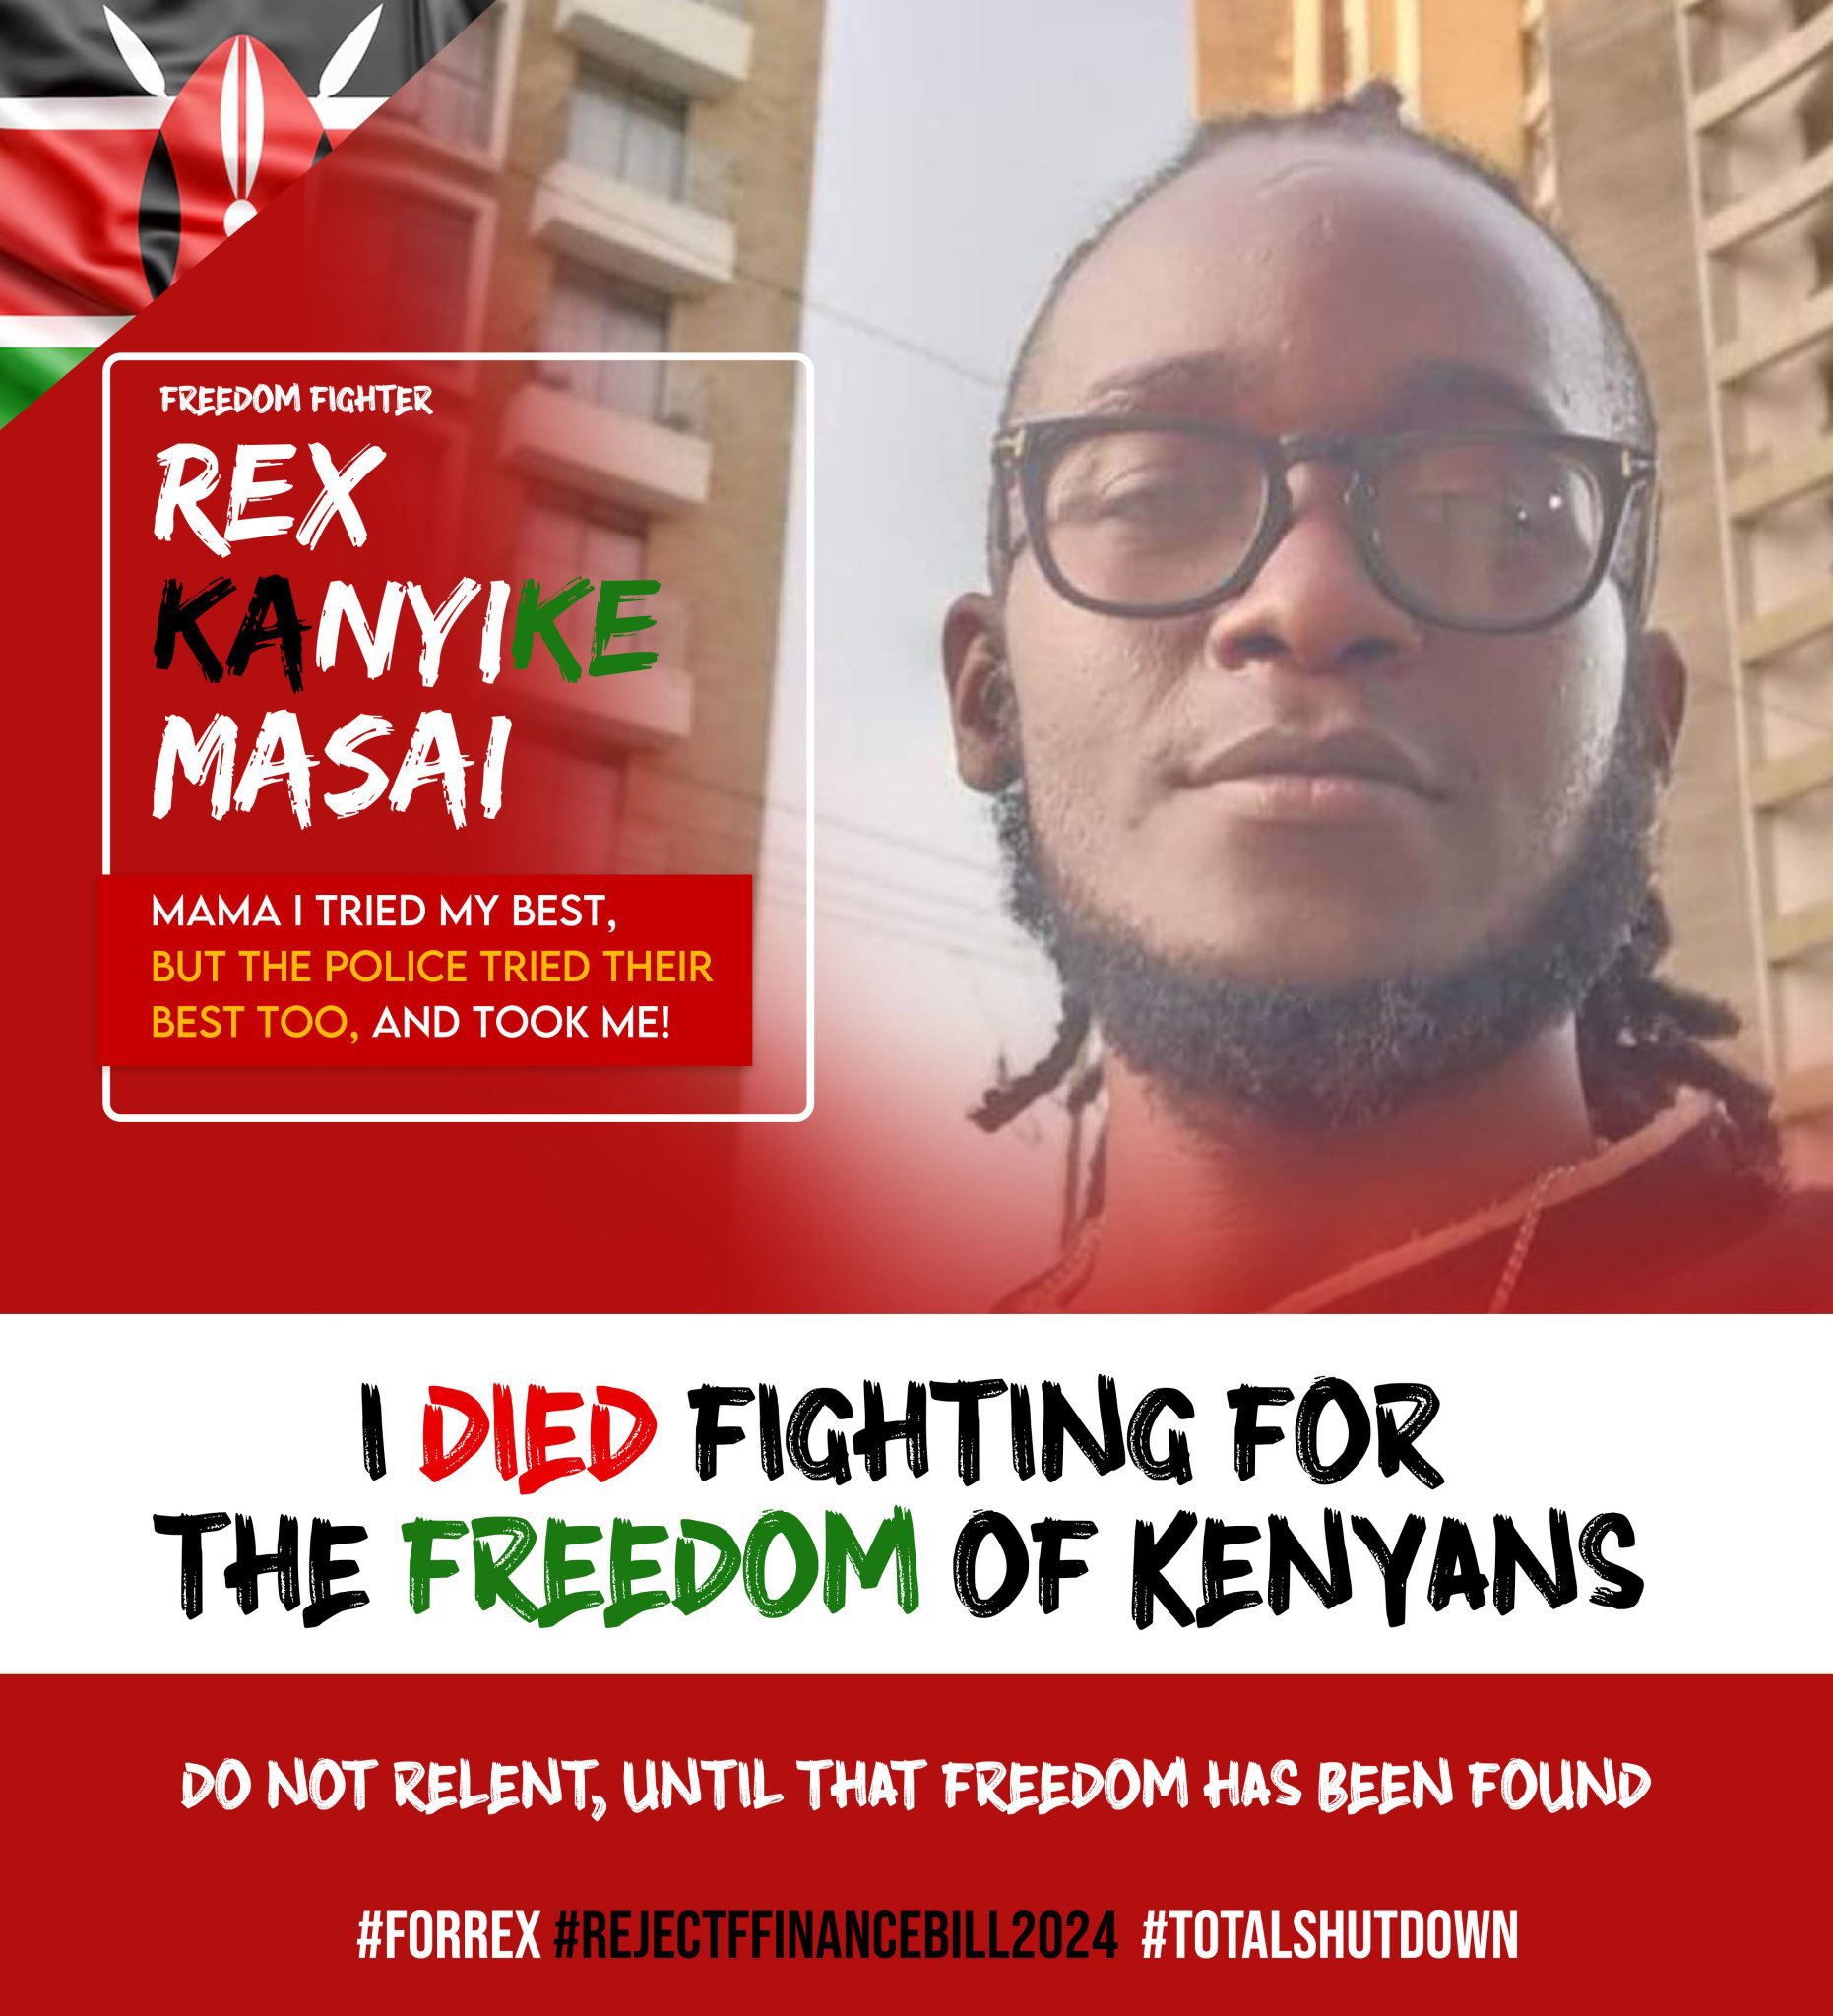 FREEDOM FIGHTER
REX
KANYIKE
MASAI
MAMA I TRIED MY BEST,
BUT THE POLICE TRIED THEIR
BEST TOO, AND TOOK ME!
I DIED FIGHTING FOR
THE FREEDOM OF KENYANS
DO NOT RELENT, UNTIL THAT FREEDOM HAS BEEN FOUND
#FORREX #REJECTFFINANCEBILL2024 #TOTALSHUTDOWN